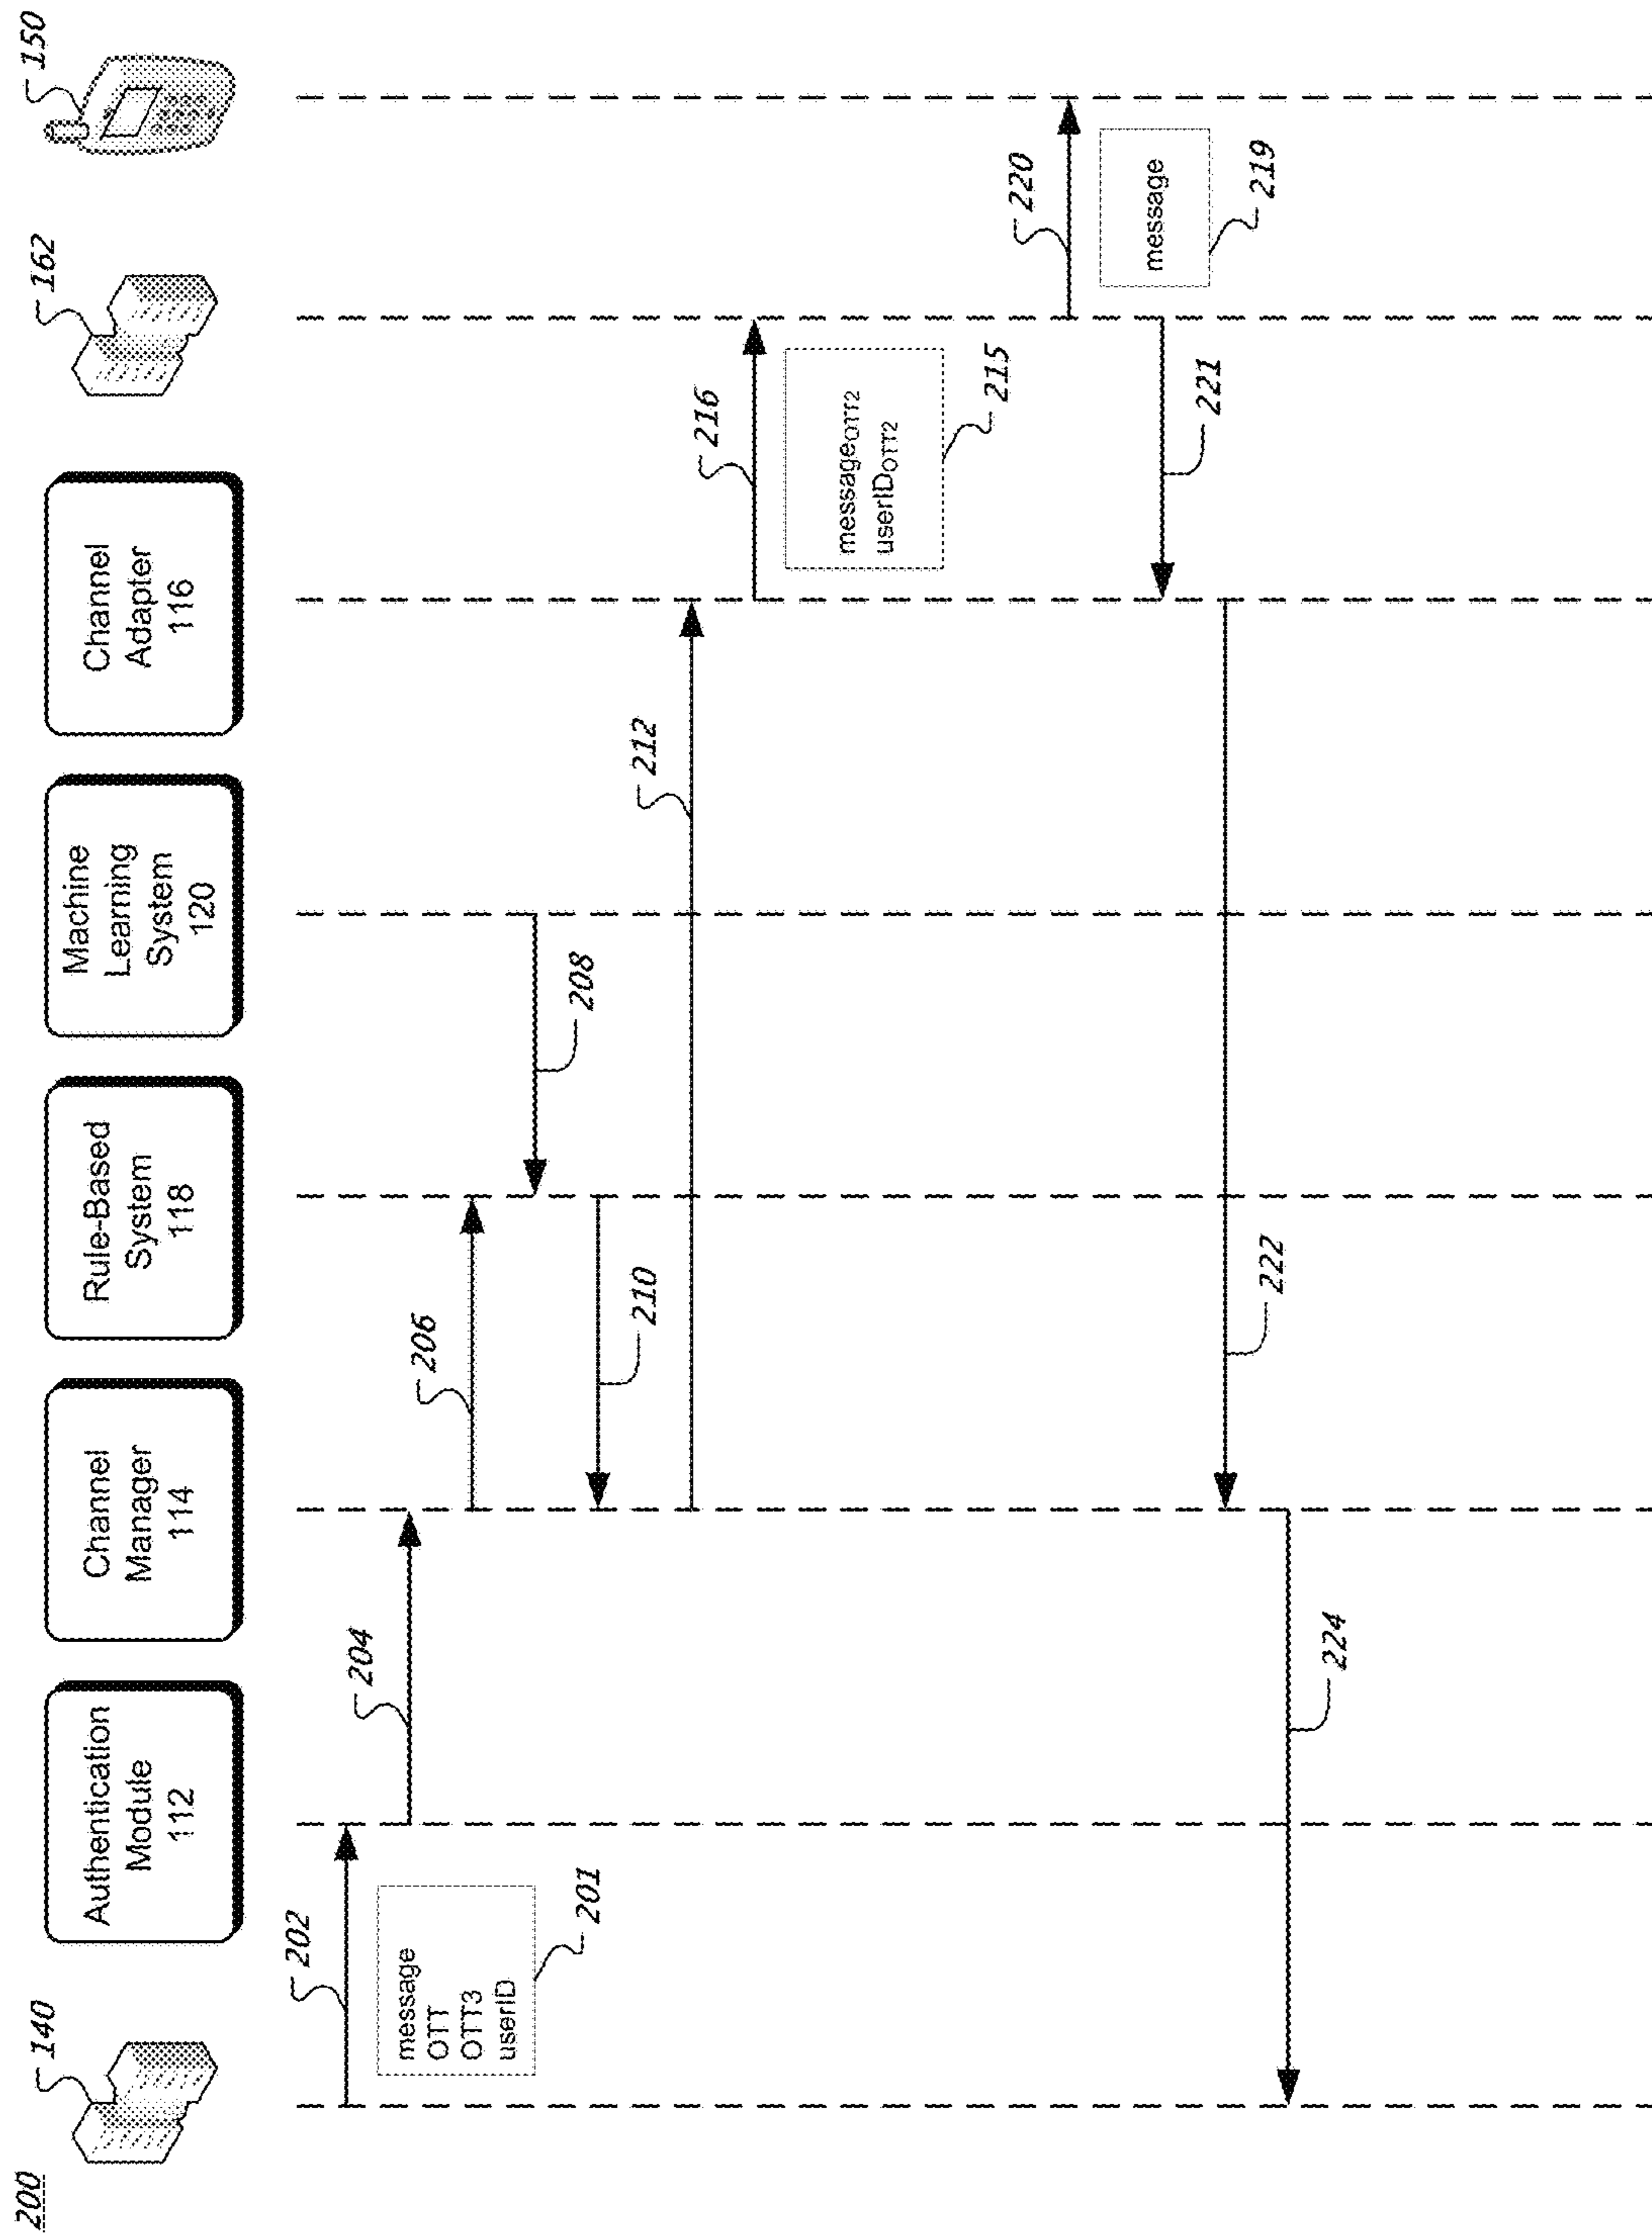 200
140
Authentication
Module
112
Channel
Manager
114
Rule-Based
System
118
Machine
Learning
System
120
Channel
Adapter
116
162
150
202
message
OTT
OTT3
userID
201
204
206
208
210
212
216
messageOTT2
userIDOTT2
215
220
message
219
221
222
224